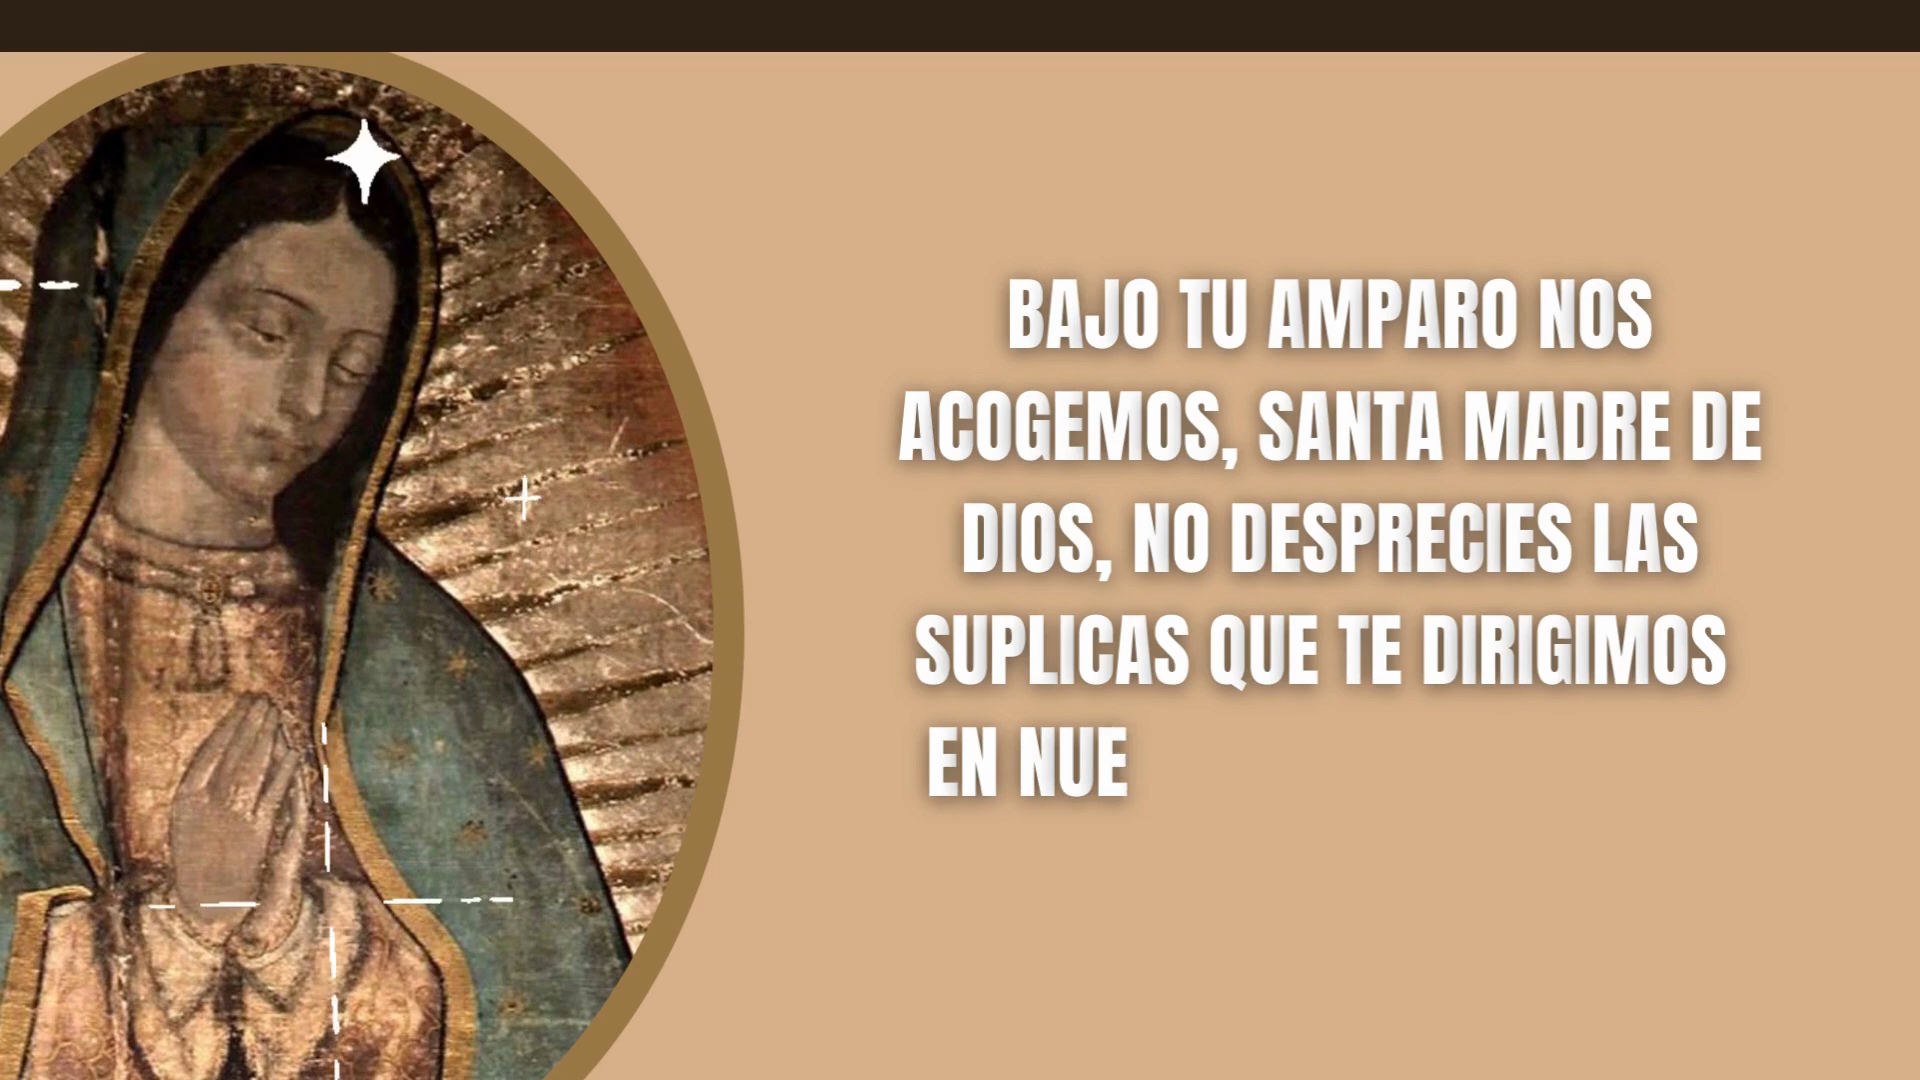 BAJO TU AMPARO NOS
ACOGEMOS, SANTA MADRE DE
DIOS, NO DESPRECIES LAS
SUPLICAS QUE TE DIRIGIMOS
EN NUE